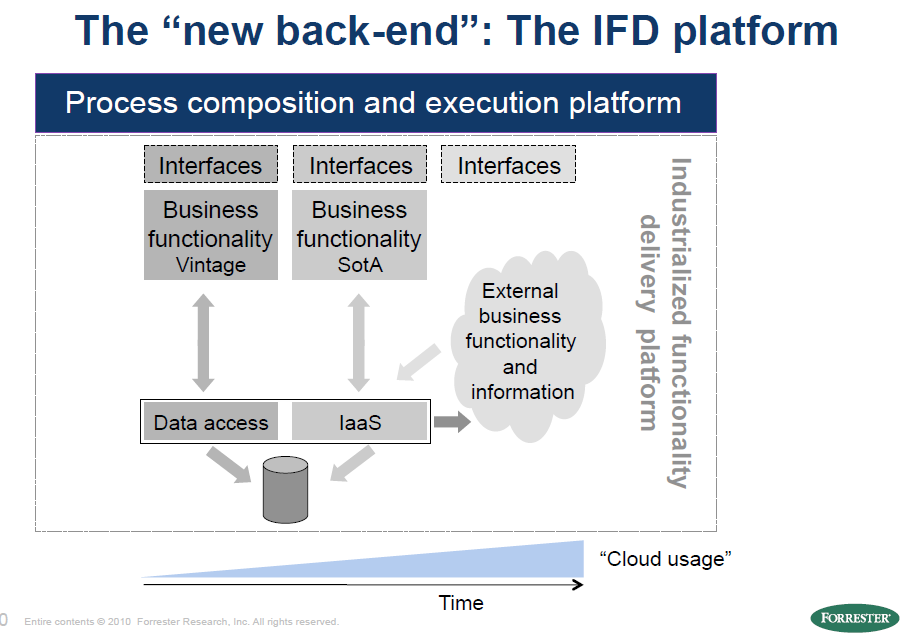 The “new back-end”: The IFD platform
Process composition and execution platform
Interfaces
Interfaces
Interfaces
Business
functionality
Vintage
Business
functionality
SotA
External
business
functionality
and
information
Industrialized functionality
delivery platform
Data access
IaaS
“Cloud usage”
Time
0
Entire contents © 2010 Forrester Research, Inc. All rights reserved.
FORRESTER®